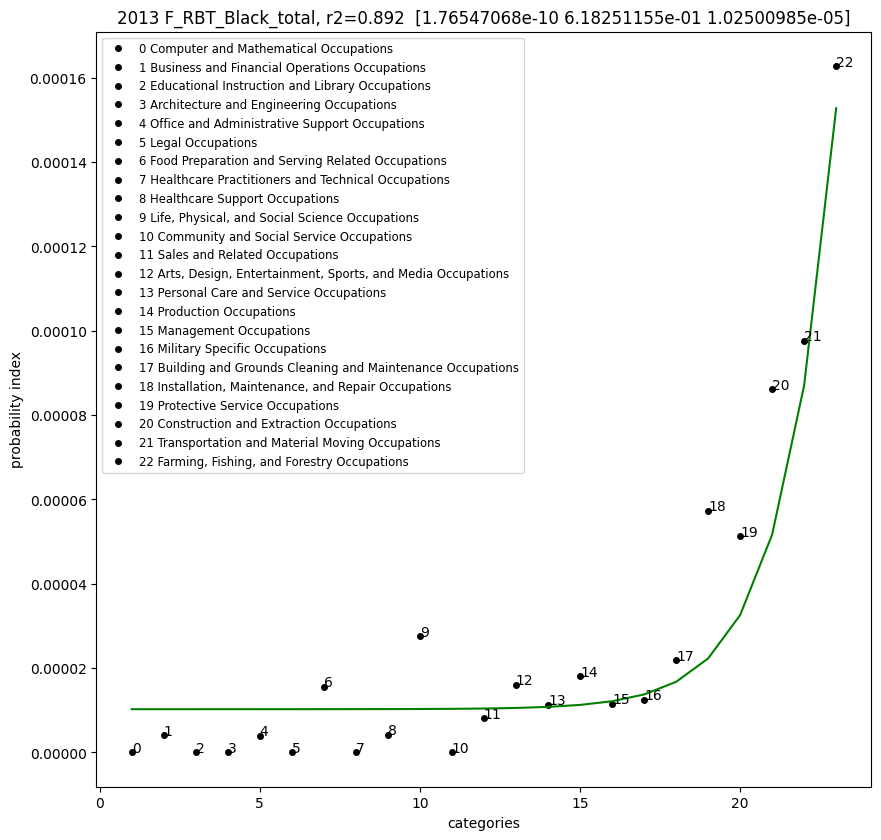 2013 F_RBT_Black_total, r2=0.892  [1.76547068e-10 6.18251155e-01 1.02500985e-05]
0 Computer and Mathematical Occupations
1 Business and Financial Operations Occupations
2 Educational Instruction and Library Occupations
3 Architecture and Engineering Occupations
4 Office and Administrative Support Occupations
5 Legal Occupations
6 Food Preparation and Serving Related Occupations
7 Healthcare Practitioners and Technical Occupations
8 Healthcare Support Occupations
9 Life, Physical, and Social Science Occupations
10 Community and Social Service Occupations
11 Sales and Related Occupations
12 Arts, Design, Entertainment, Sports, and Media Occupations
13 Personal Care and Service Occupations
14 Production Occupations
15 Management Occupations
16 Military Specific Occupations
17 Building and Grounds Cleaning and Maintenance Occupations
18 Installation, Maintenance, and Repair Occupations
19 Protective Service Occupations
20 Construction and Extraction Occupations
21 Transportation and Material Moving Occupations
22 Farming, Fishing, and Forestry Occupations
probability index
0.00016
0.00014
0.00012
0.00010
0.00008
0.00006
0.00004
0.00002
0.00000
0
1
2
3
4
5
6
7
8
9
10
11
12
13
14
15
16
17
18
19
20
21
22
0
5
10
15
20
categories